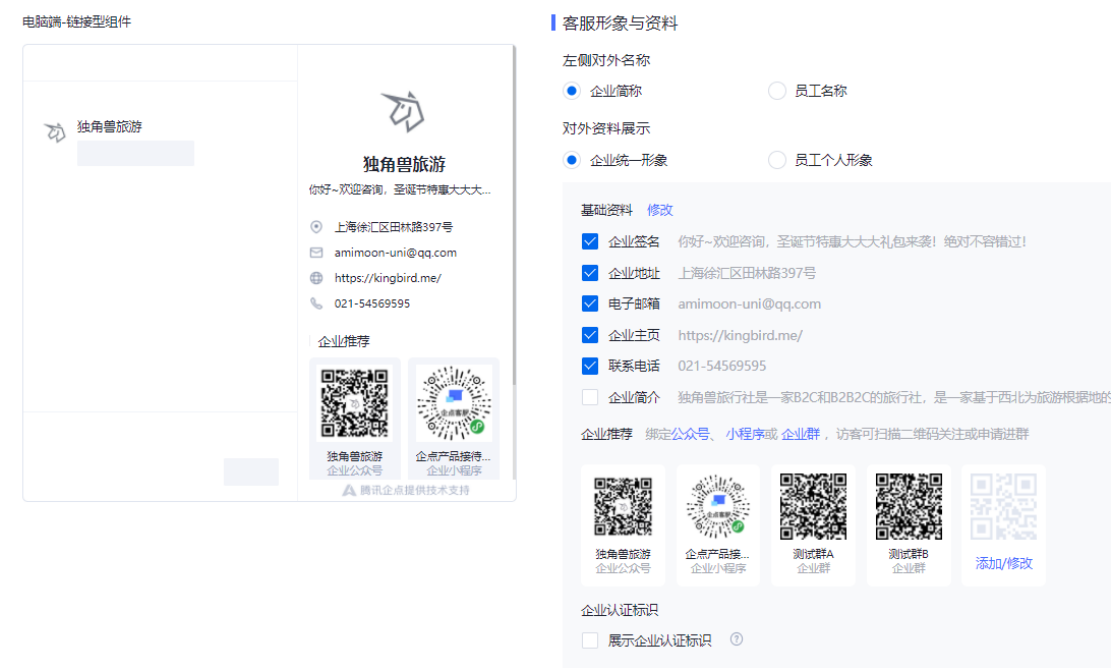 电脑端-链接型组件
独角兽旅游
独角兽旅游
你好~欢迎咨询，圣诞节特惠大大大...
上海徐汇区田林路397号
amimoon-uni@qq.com
https://kingbird.me/
021-54569595
企业推荐
企点客服
独角兽旅游
企业公众号
企点产品接待...
企业小程序
腾讯企点提供技术支持
客服形象与资料
左侧对外名称
企业简称
员工名称
对外资料展示
企业统一形象
员工个人形象
基础资料 修改
企业签名 你好~欢迎咨询，圣诞节特惠大大大礼包来袭！绝对不容错过！
企业地址 上海徐汇区田林路397号
电子邮箱 amimoon-uni@qq.com
企业主页 https://kingbird.me/
联系电话 021-54569595
企业简介 独角兽旅行社是一家B2C和B2B2C的旅行社，是一家基于西北为旅游根据地的
企业推荐 绑定公众号、小程序或 企业群 ，访客可扫描二维码关注或申请进群
企点客服
独角兽旅游
企业公众号
企点产品接...
企业小程序
测试群A
企业群
测试群B
企业群
添加/修改
企业认证标识
展示企业认证标识